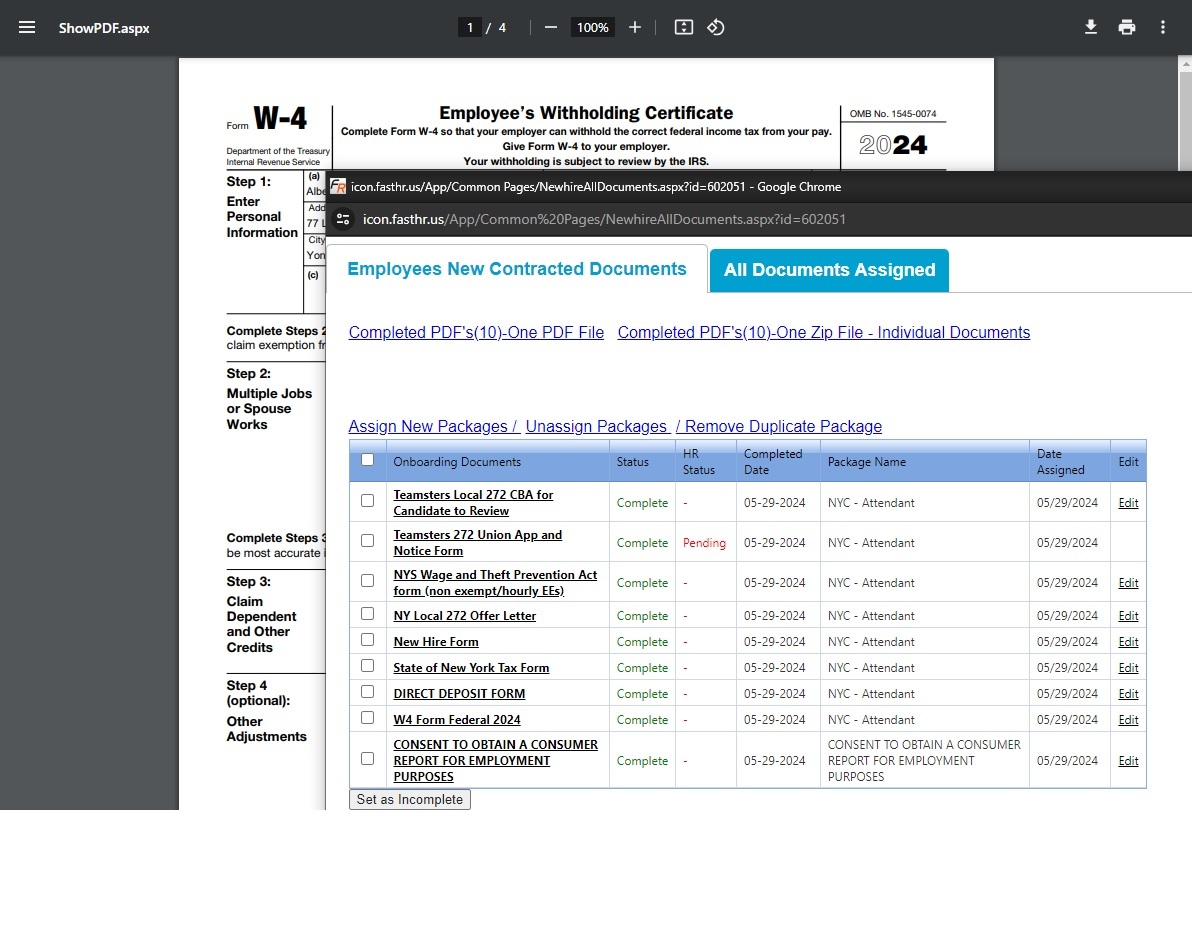 ShowPDF.aspx
1 / 4
100%
Form W-4
Department of the Treasury
Internal Revenue Service
Employee's Withholding Certificate
Complete Form W-4 so that your employer can withhold the correct federal income tax from your pay.
Give Form W-4 to your employer.
Your withholding is subject to review by the IRS.
OMB No. 1545-0074
2024
Step 1:
Enter
Personal
Information
(a)
Albe
Add
77 L
City
Yon
(c)
Complete Steps 2
claim exemption fr
Step 2:
Multiple Jobs
or Spouse
Works
Complete Steps 3
be most accurate i
Step 3:
Claim
Dependent
and Other
Credits
Step 4
(optional):
Other
Adjustments
FR icon.fasthr.us/App/Common Pages/NewhireAllDocuments.aspx?id=602051 - Google Chrome
icon.fasthr.us/App/Common%20Pages/NewhireAllDocuments.aspx?id=602051
Employees New Contracted Documents All Documents Assigned
Completed PDF's(10)-One PDF File Completed PDF's(10)-One Zip File - Individual Documents
Assign New Packages / Unassign Packages / Remove Duplicate Package
Onboarding Documents Status HR Status Completed Date Package Name Date Assigned Edit
Teamsters Local 272 CBA for
Candidate to Review
Complete - 05-29-2024 NYC - Attendant 05/29/2024 Edit
Teamsters 272 Union App and
Notice Form
Complete Pending 05-29-2024 NYC - Attendant 05/29/2024
NYS Wage and Theft Prevention Act
form (non exempt/hourly EEs)
Complete - 05-29-2024 NYC - Attendant 05/29/2024 Edit
NY Local 272 Offer Letter Complete - 05-29-2024 NYC - Attendant 05/29/2024 Edit
New Hire Form Complete - 05-29-2024 NYC - Attendant 05/29/2024 Edit
State of New York Tax Form Complete - 05-29-2024 NYC - Attendant 05/29/2024 Edit
DIRECT DEPOSIT FORM Complete - 05-29-2024 NYC - Attendant 05/29/2024 Edit
W4 Form Federal 2024 Complete - 05-29-2024 NYC - Attendant 05/29/2024 Edit
CONSENT TO OBTAIN A CONSUMER
REPORT FOR EMPLOYMENT
PURPOSES
Complete - 05-29-2024
CONSENT TO OBTAIN A CONSUMER
REPORT FOR EMPLOYMENT
PURPOSES
05/29/2024 Edit
Set as Incomplete